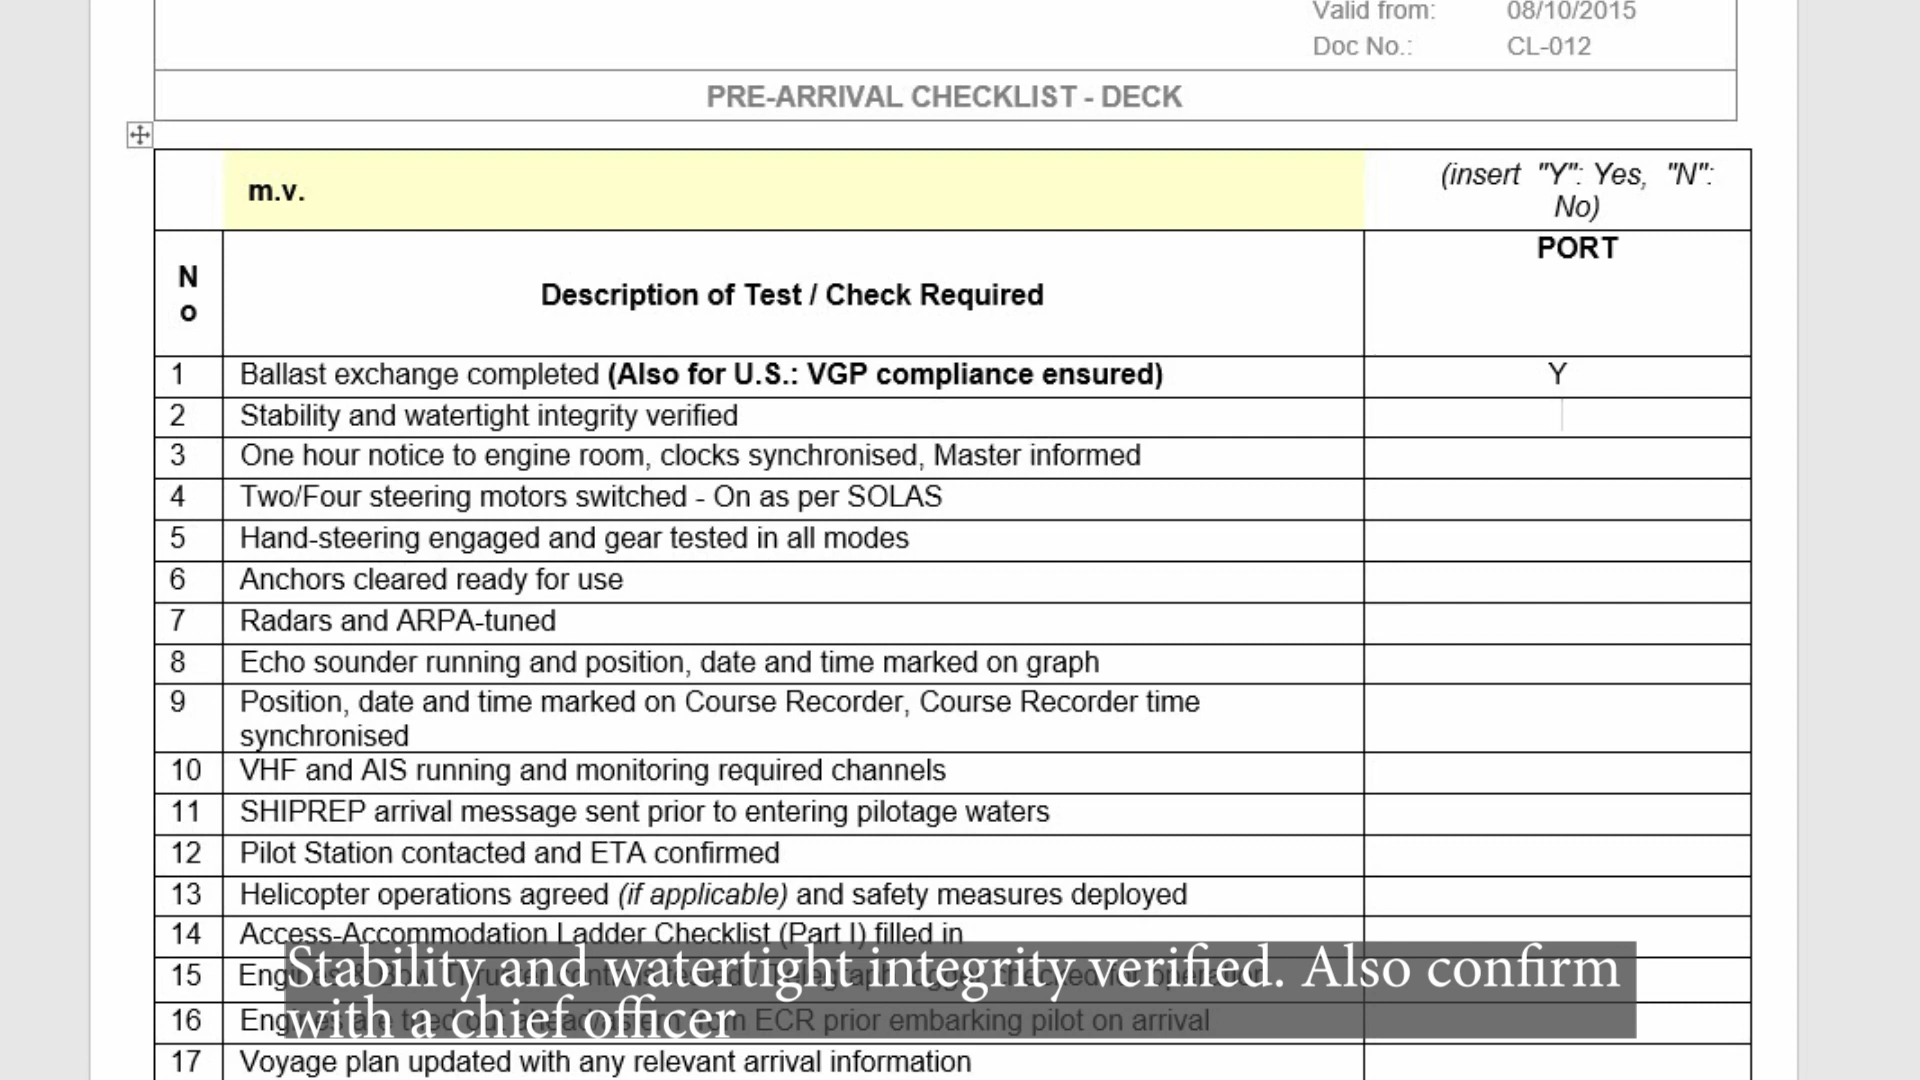 Valid from: 08/10/2015
Doc No.: CL-012
PRE-ARRIVAL CHECKLIST - DECK
m.v. (insert "Y": Yes, "N":
No)
PORT
N
o
Description of Test / Check Required
1 Ballast exchange completed (Also for U.S.: VGP compliance ensured) Y
2 Stability and watertight integrity verified
3 One hour notice to engine room, clocks synchronised, Master informed
4 Two/Four steering motors switched - On as per SOLAS
5 Hand-steering engaged and gear tested in all modes
6 Anchors cleared ready for use
7 Radars and ARPA-tuned
8 Echo sounder running and position, date and time marked on graph
9 Position, date and time marked on Course Recorder, Course Recorder time
synchronised
10 VHF and AIS running and monitoring required channels
11 SHIPREP arrival message sent prior to entering pilotage waters
12 Pilot Station contacted and ETA confirmed
13 Helicopter operations agreed (if applicable) and safety measures deployed
14 Access-Accommodation Ladder Checklist (Part I) filled in
15
Stability and watertight integrity verified. Also confirm
with a chief officer
16 ECR prior embarking pilot on arrival
17 Voyage plan updated with any relevant arrival information